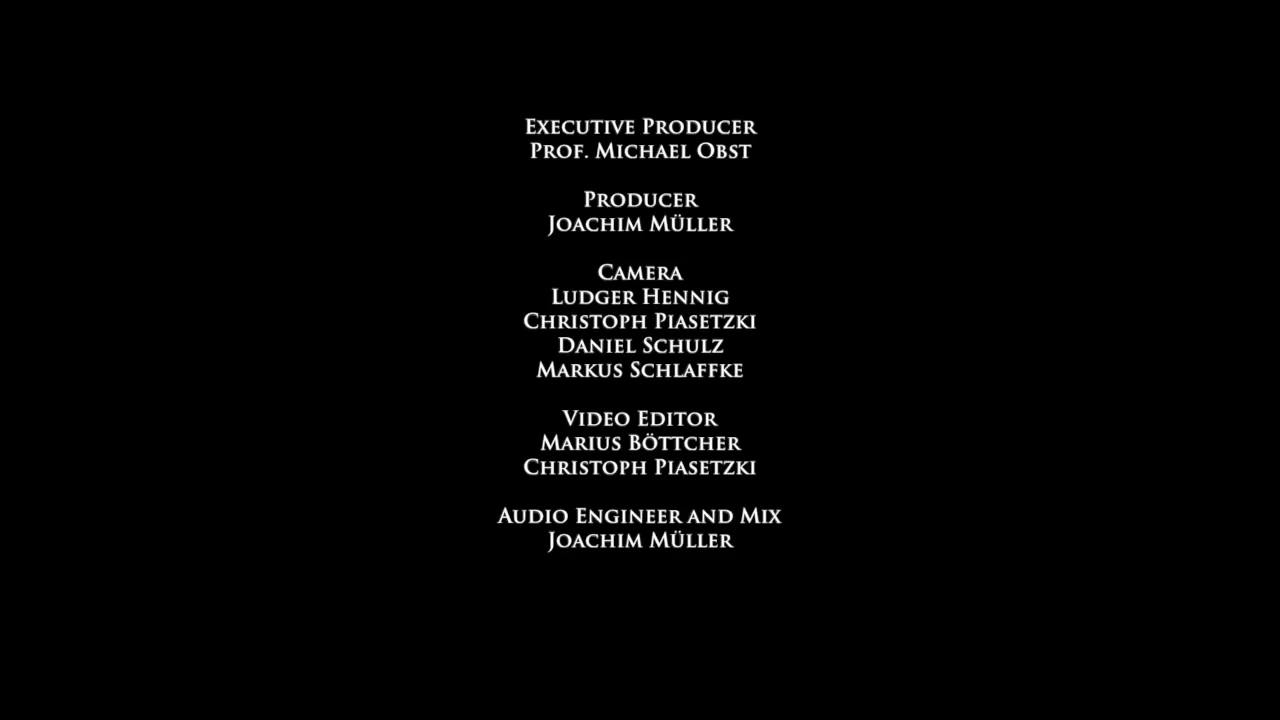 Executive Producer
Prof. Michael Obst
Producer
Joachim Müller
Camera
Ludger Hennig
Christoph Piasetzki
Daniel Schulz
Markus Schlaffke
Video Editor
Marius Böttcher
Christoph Piasetzki
Audio Engineer and Mix
Joachim Müller